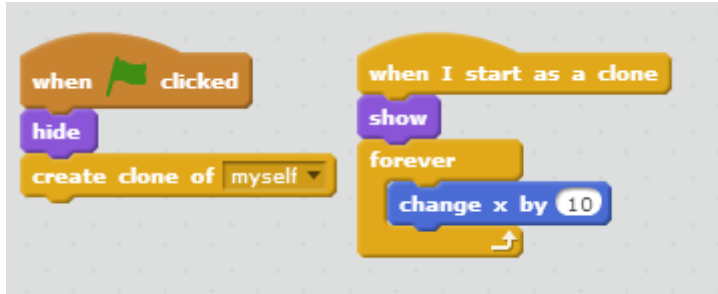 when clicked
hide
create clone of myself
when I start as a clone
show
forever
change x by 10